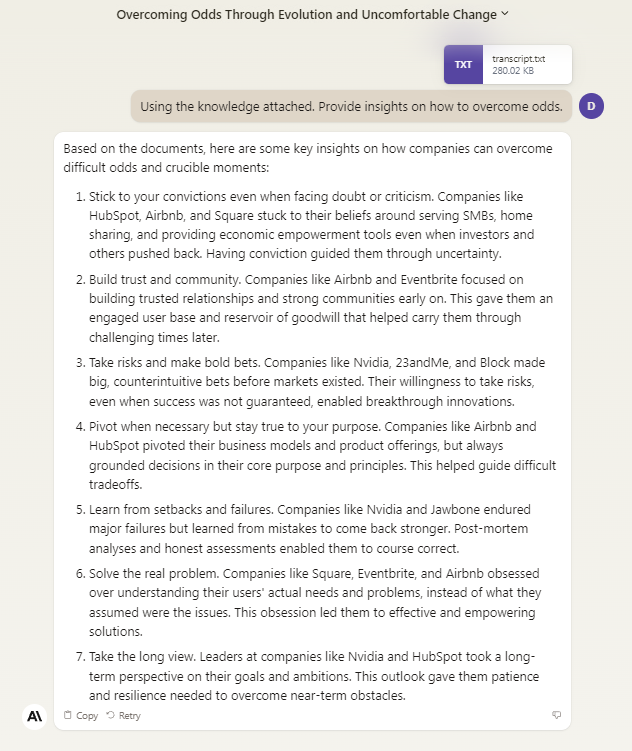 Overcoming Odds Through Evolution and Uncomfortable Change
TXT
transcript.txt
280.02 KB
Using the knowledge attached. Provide insights on how to overcome odds.
D
Based on the documents, here are some key insights on how companies can overcome
difficult odds and crucible moments:
1. Stick to your convictions even when facing doubt or criticism. Companies like
HubSpot, Airbnb, and Square stuck to their beliefs around serving SMBs, home
sharing, and providing economic empowerment tools even when investors and
others pushed back. Having conviction guided them through uncertainty.
2. Build trust and community. Companies like Airbnb and Eventbrite focused on
building trusted relationships and strong communities early on. This gave them an
engaged user base and reservoir of goodwill that helped carry them through
challenging times later.
3. Take risks and make bold bets. Companies like Nvidia, 23andMe, and Block made
big, counterintuitive bets before markets existed. Their willingness to take risks,
even when success was not guaranteed, enabled breakthrough innovations.
4. Pivot when necessary but stay true to your purpose. Companies like Airbnb and
HubSpot pivoted their business models and product offerings, but always
grounded decisions in their core purpose and principles. This helped guide difficult
tradeoffs.
5. Learn from setbacks and failures. Companies like Nvidia and Jawbone endured
major failures but learned from mistakes to come back stronger. Post-mortem
analyses and honest assessments enabled them to course correct.
6. Solve the real problem. Companies like Square, Eventbrite, and Airbnb obsessed
over understanding their users' actual needs and problems, instead of what they
assumed were the issues. This obsession led them to effective and empowering
solutions.
7. Take the long view. Leaders at companies like Nvidia and HubSpot took a long-
term perspective on their goals and ambitions. This outlook gave them patience
and resilience needed to overcome near-term obstacles.
A\
Copy Retry